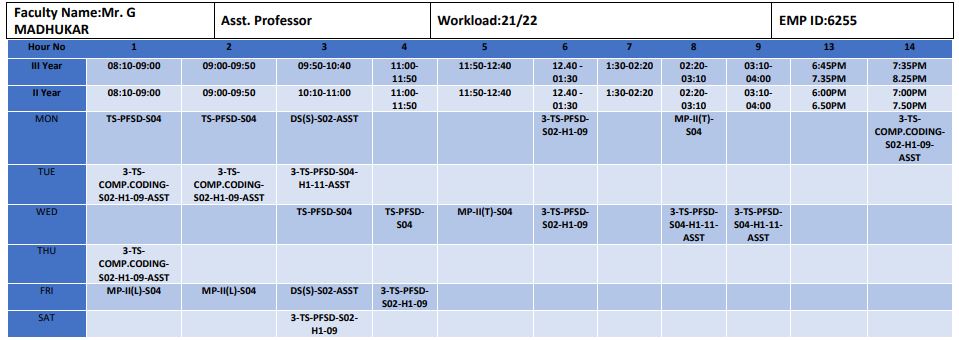 Faculty Name:Mr. G MADHUKAR | Asst. Professor | Workload:21/22 | EMP ID:6255
Hour No | 1 | 2 | 3 | 4 | 5 | 6 | 7 | 8 | 9 | 13 | 14
III Year | 08:10-09:00 | 09:00-09:50 | 09:50-10:40 | 11:00-11:50 | 11:50-12:40 | 12.40 - 01:30 | 1:30-02:20 | 02:20-03:10 | 03:10-04:00 | 6:45PM 7.35PM | 7:35PM 8.25PM
II Year | 08:10-09:00 | 09:00-09:50 | 10:10-11:00 | 11:00-11:50 | 11:50-12:40 | 12.40 - 01:30 | 1:30-02:20 | 02:20-03:10 | 03:10-04:00 | 6:00PM 6.50PM | 7:00PM 7.50PM
MON | TS-PFSD-S04 | TS-PFSD-S04 | DS(S)-S02-ASST | | | 3-TS-PFSD-S02-H1-09 | | MP-II(T)-S04 | | | 3-TS-COMP.CODING-S02-H1-09-ASST
TUE | 3-TS-COMP.CODING-S02-H1-09-ASST | 3-TS-COMP.CODING-S02-H1-09-ASST | 3-TS-PFSD-S04-H1-11-ASST | | | | | | | |
WED | | | TS-PFSD-S04 | TS-PFSD-S04 | MP-II(T)-S04 | 3-TS-PFSD-S02-H1-09 | | 3-TS-PFSD-S04-H1-11-ASST | 3-TS-PFSD-S04-H1-11-ASST | |
THU | 3-TS-COMP.CODING-S02-H1-09-ASST | | | | | | | | | |
FRI | MP-II(L)-S04 | MP-II(L)-S04 | DS(S)-S02-ASST | 3-TS-PFSD-S02-H1-09 | | | | | | |
SAT | | | 3-TS-PFSD-S02-H1-09 | | | | | | | |